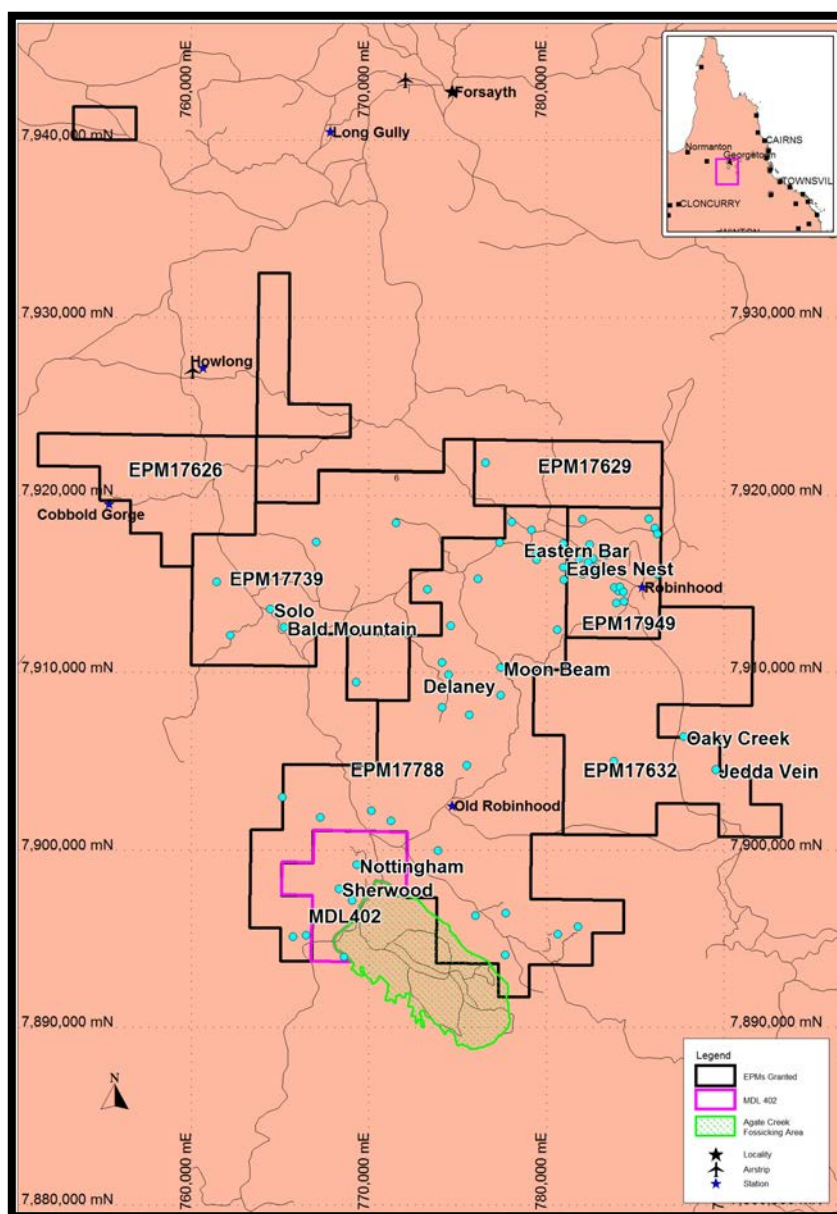 760,000 mE
770,000 mE
780,000 mE
Forsayth
Long Gully
7,940,000 mN
CAIRNS
Normanton
Georgetown
TOWNSVIL
CLONCURRY
7,930,000 mN
7,930,000 mN
Howlong
EPM17626
EPM17629
6
7,920,000 mN
7,920,000 mN
Cobbold Gorge
Eastern Bar
EPM17739
Eagles Nest
Robinhood
Solo
EPM17949
Bald Mountain
7,910,000 mN
7,910,000 mN
Moon Beam
Delaney
Oaky Creek
EPM17788
EPM17632
Jedda Vein
Old Robinhood
7,900,000 mN
7,900,000 mN
Nottingham
Sherwood
MDL402
7,890,000 mN
7,890,000 mN
Legend
EPMs Granted
MDL 402
Agate Creek
Fossicking Area
Locality
Airstrip
Station
N
7,880,000 mN
760,000 mE
770,000 mE
780,000 mE